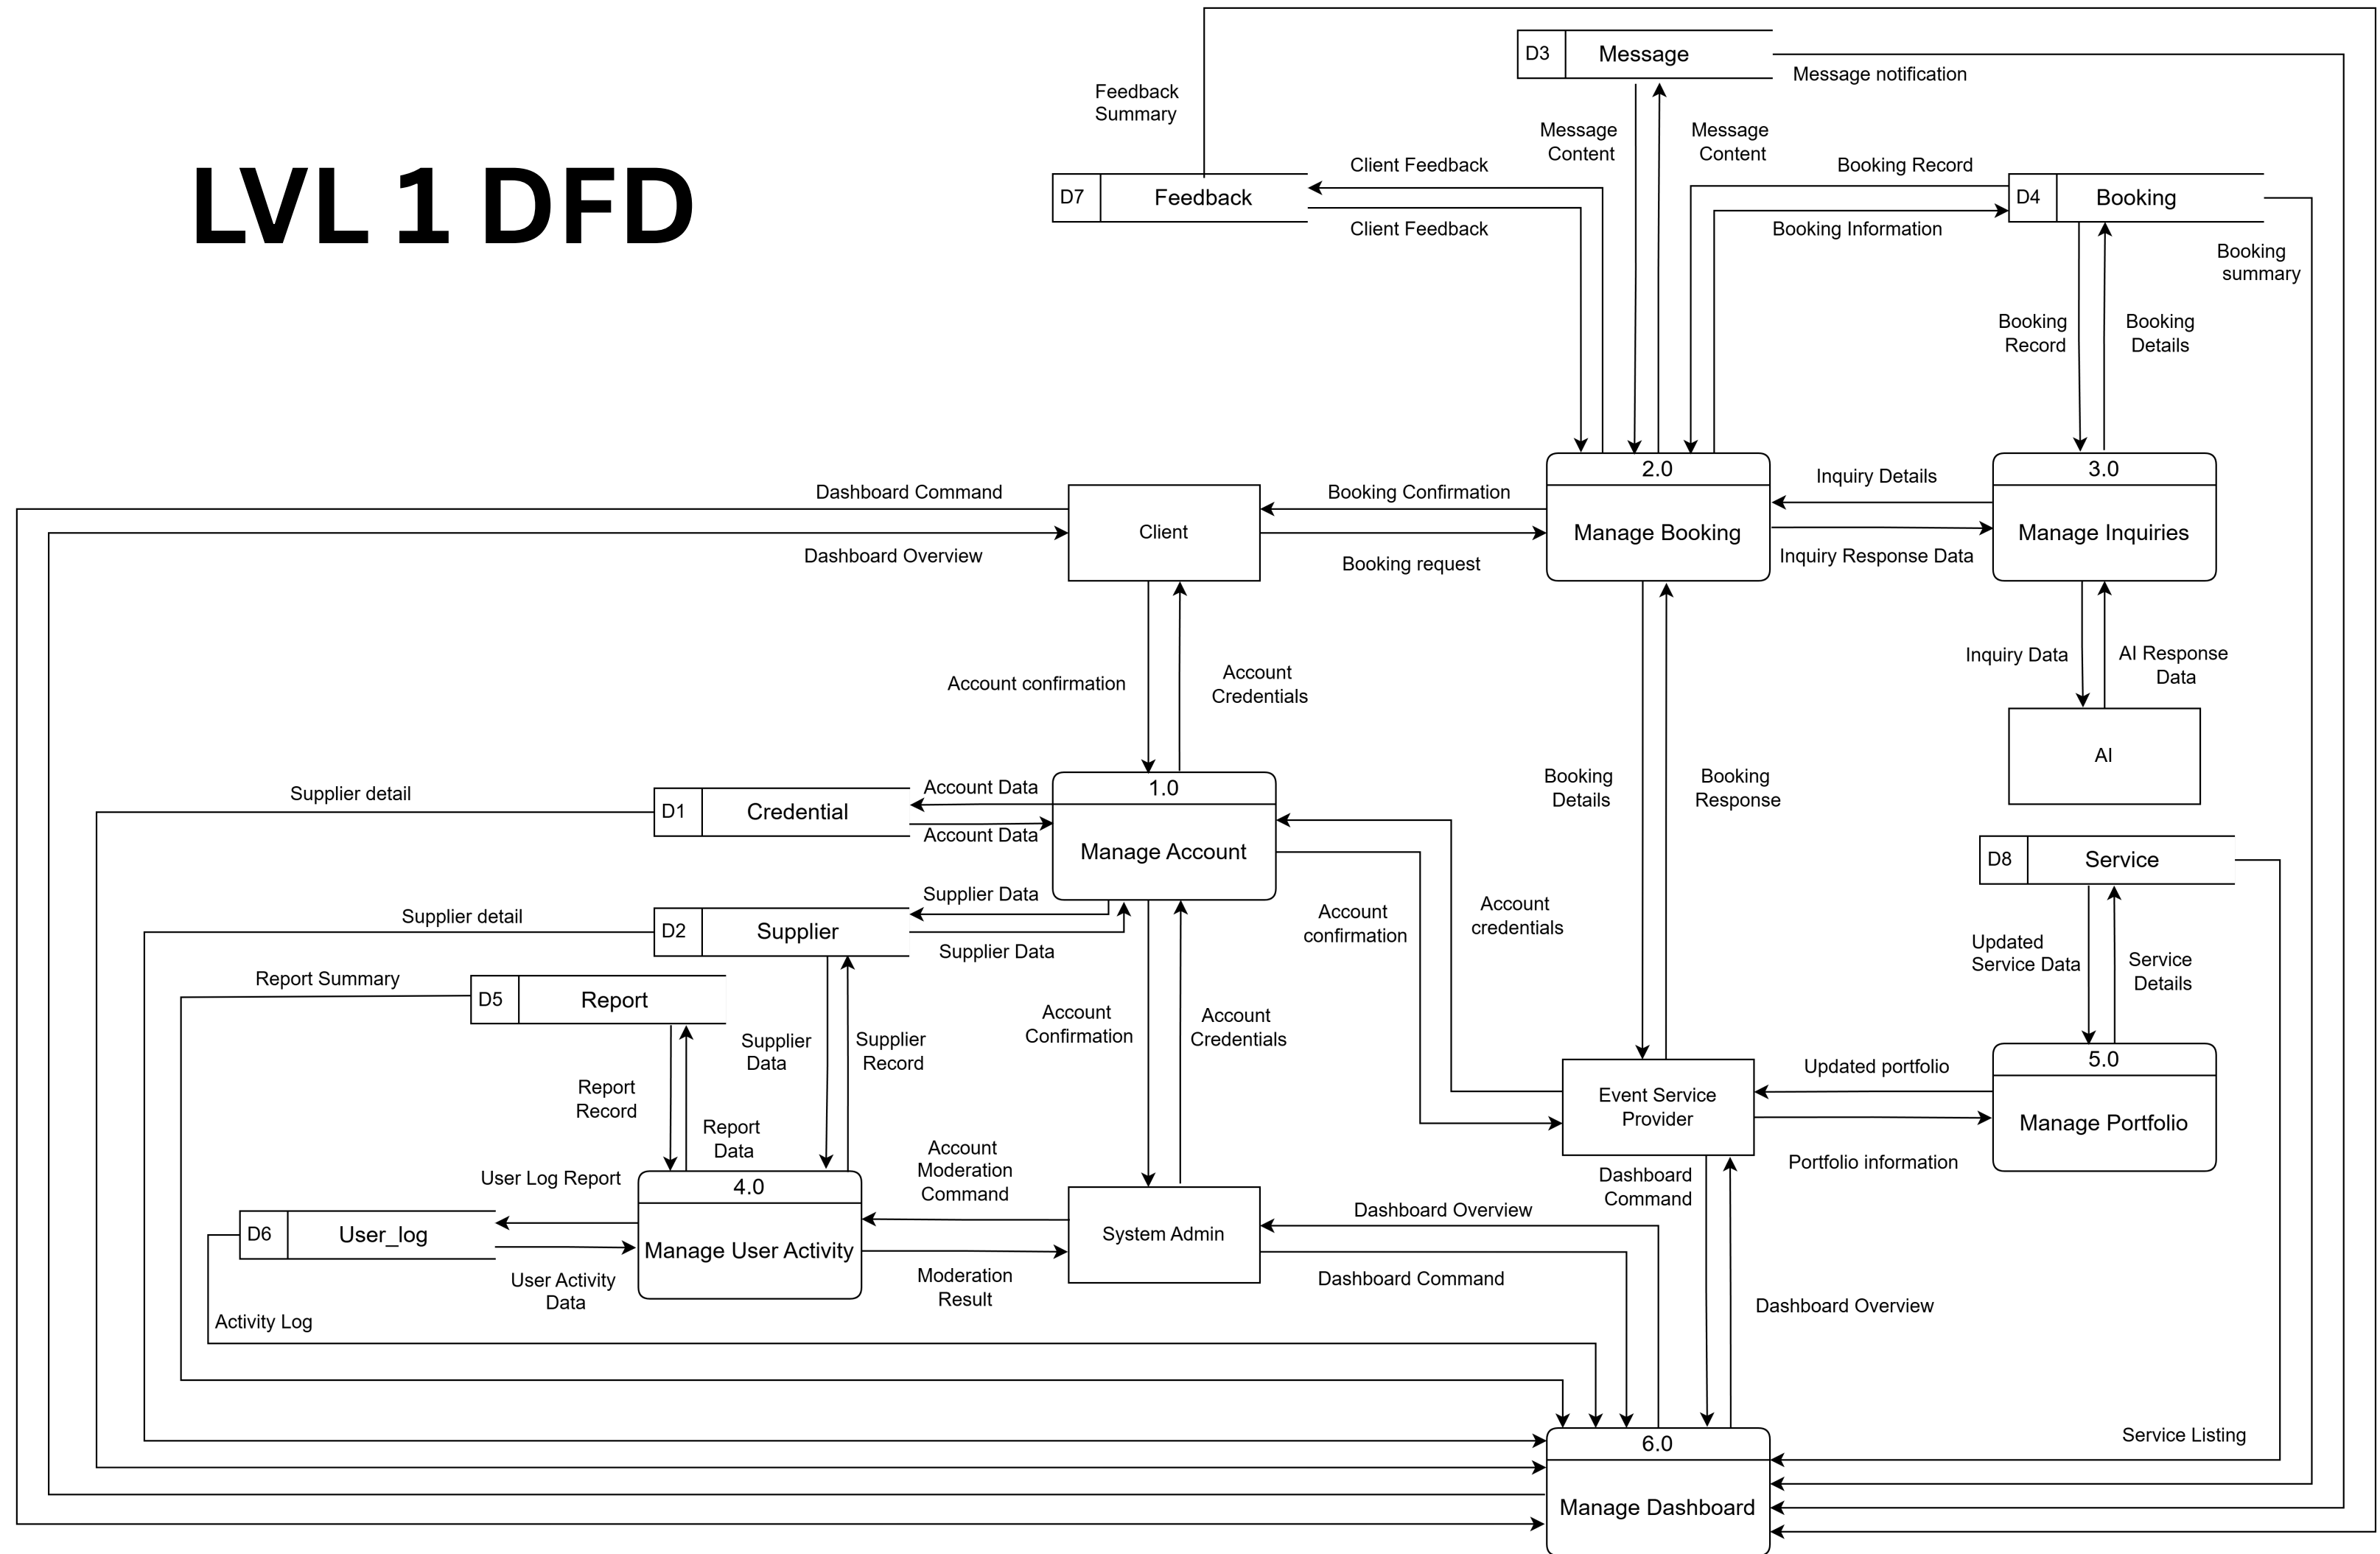 D3
Message
Message notification
Feedback
Summary
Message
Content
Message
Content
LVL 1 DFD
Client Feedback
Booking Record
D7
Feedback
D4
Booking
Client Feedback
Booking Information
Booking
summary
Booking
Record
Booking
Details
2.0
3.0
Dashboard Command
Booking Confirmation
Inquiry Details
Client
Manage Booking
Manage Inquiries
Dashboard Overview
Booking request
Inquiry Response Data
Account confirmation
Account
Credentials
Inquiry Data
AI Response
Data
AI
Supplier detail
D1
Credential
Account Data
Account Data
1.0
Manage Account
Booking
Details
Booking
Response
D8
Service
Supplier detail
D2
Supplier
Supplier Data
Supplier Data
Account
confirmation
Account
credentials
Updated
Service Data
Service
Details
Report Summary
D5
Report
Supplier
Data
Supplier
Record
Account
Confirmation
Account
Credentials
Report
Record
Report
Data
Event Service
Provider
Updated portfolio
5.0
Manage Portfolio
Portfolio information
User Log Report
4.0
Account
Moderation
Command
Dashboard
Command
D6
User_log
Manage User Activity
System Admin
Dashboard Overview
User Activity
Data
Moderation
Result
Dashboard Command
Dashboard Overview
Activity Log
6.0
Service Listing
Manage Dashboard